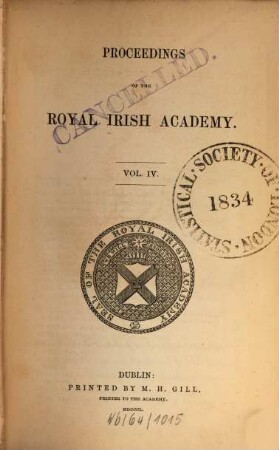 PROCEEDINGS
OF THE
ROYAL IRISH ACADEMY.
CANCELLED.
VOL. IV.
STATISTICAL · SOCIETY · OF · LONDON
1834
SEAL OF THE ROYAL IRISH ACADEMY
DUBLIN:
PRINTED BY M. H. GILL,
PRINTER TO THE ACADEMY.
MDCCCL.